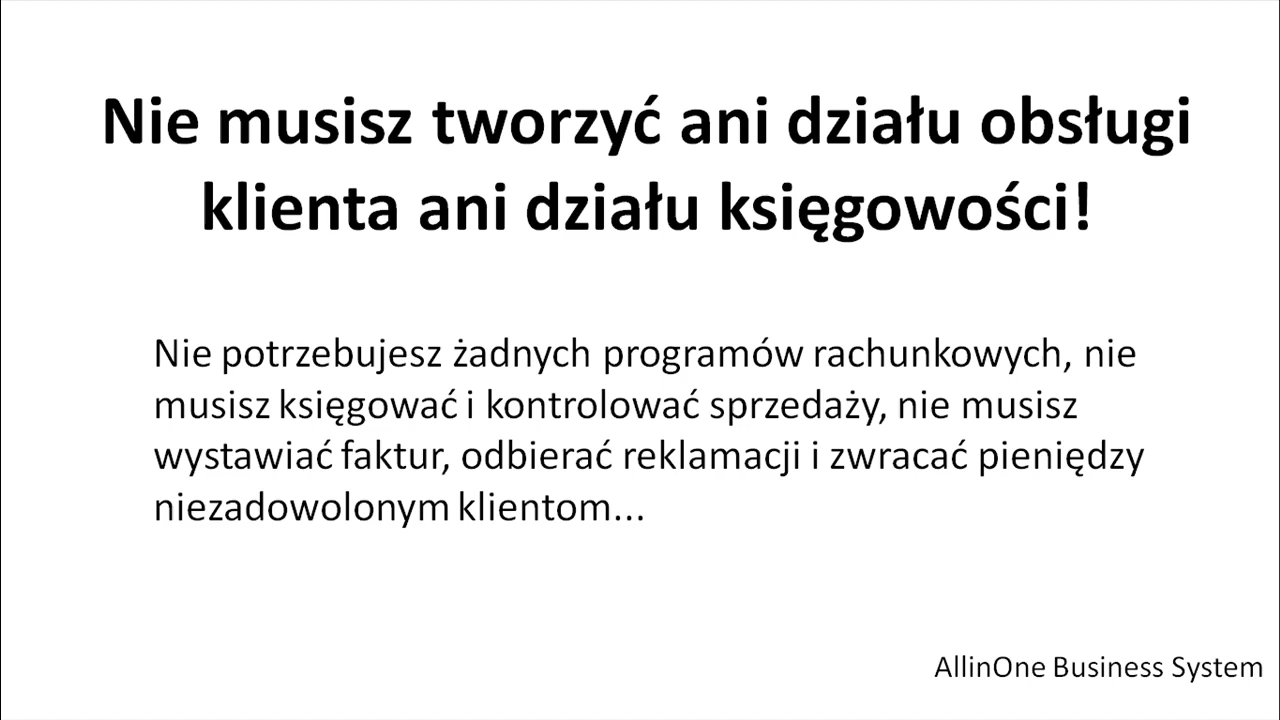 Nie musisz tworzyć ani działu obsługi
klienta ani działu księgowości!
Nie potrzebujesz żadnych programów rachunkowych, nie
musisz księgować i kontrolować sprzedaży, nie musisz
wystawiać faktur, odbierać reklamacji i zwracać pieniędzy
niezadowolonym klientom...
AllinOne Business System